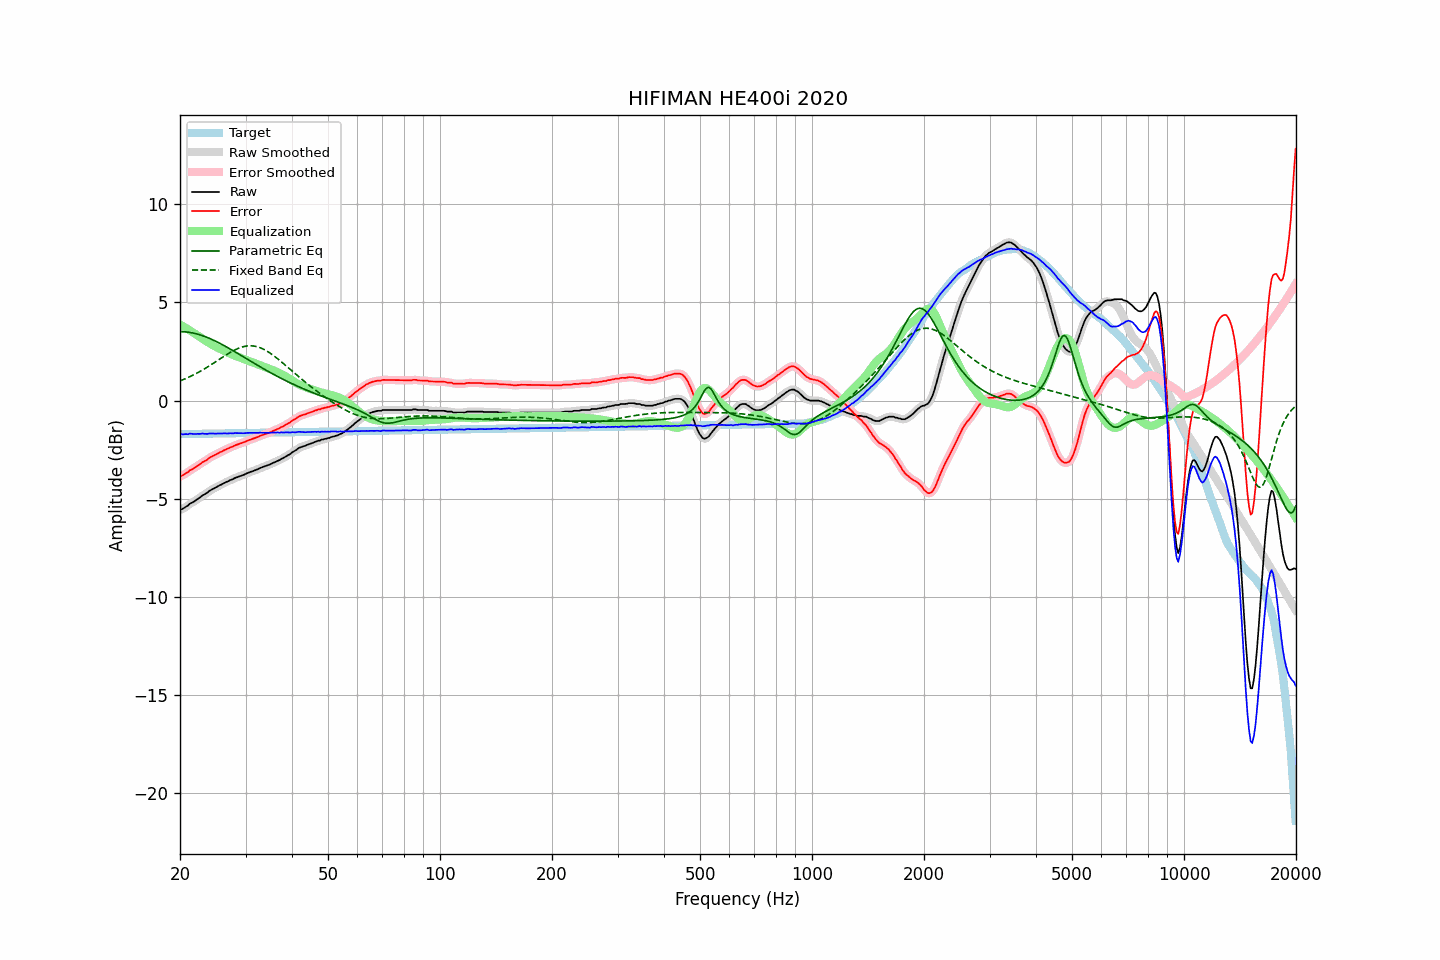 HIFIMAN HE400i 2020
Target
Raw Smoothed
Error Smoothed
Raw
Error
Equalization
Parametric Eq
Fixed Band Eq
Equalized
Amplitude (dBr)
10
5
0
−5
−10
−15
−20
20
50
100
200
500
1000
2000
5000
10000
20000
Frequency (Hz)